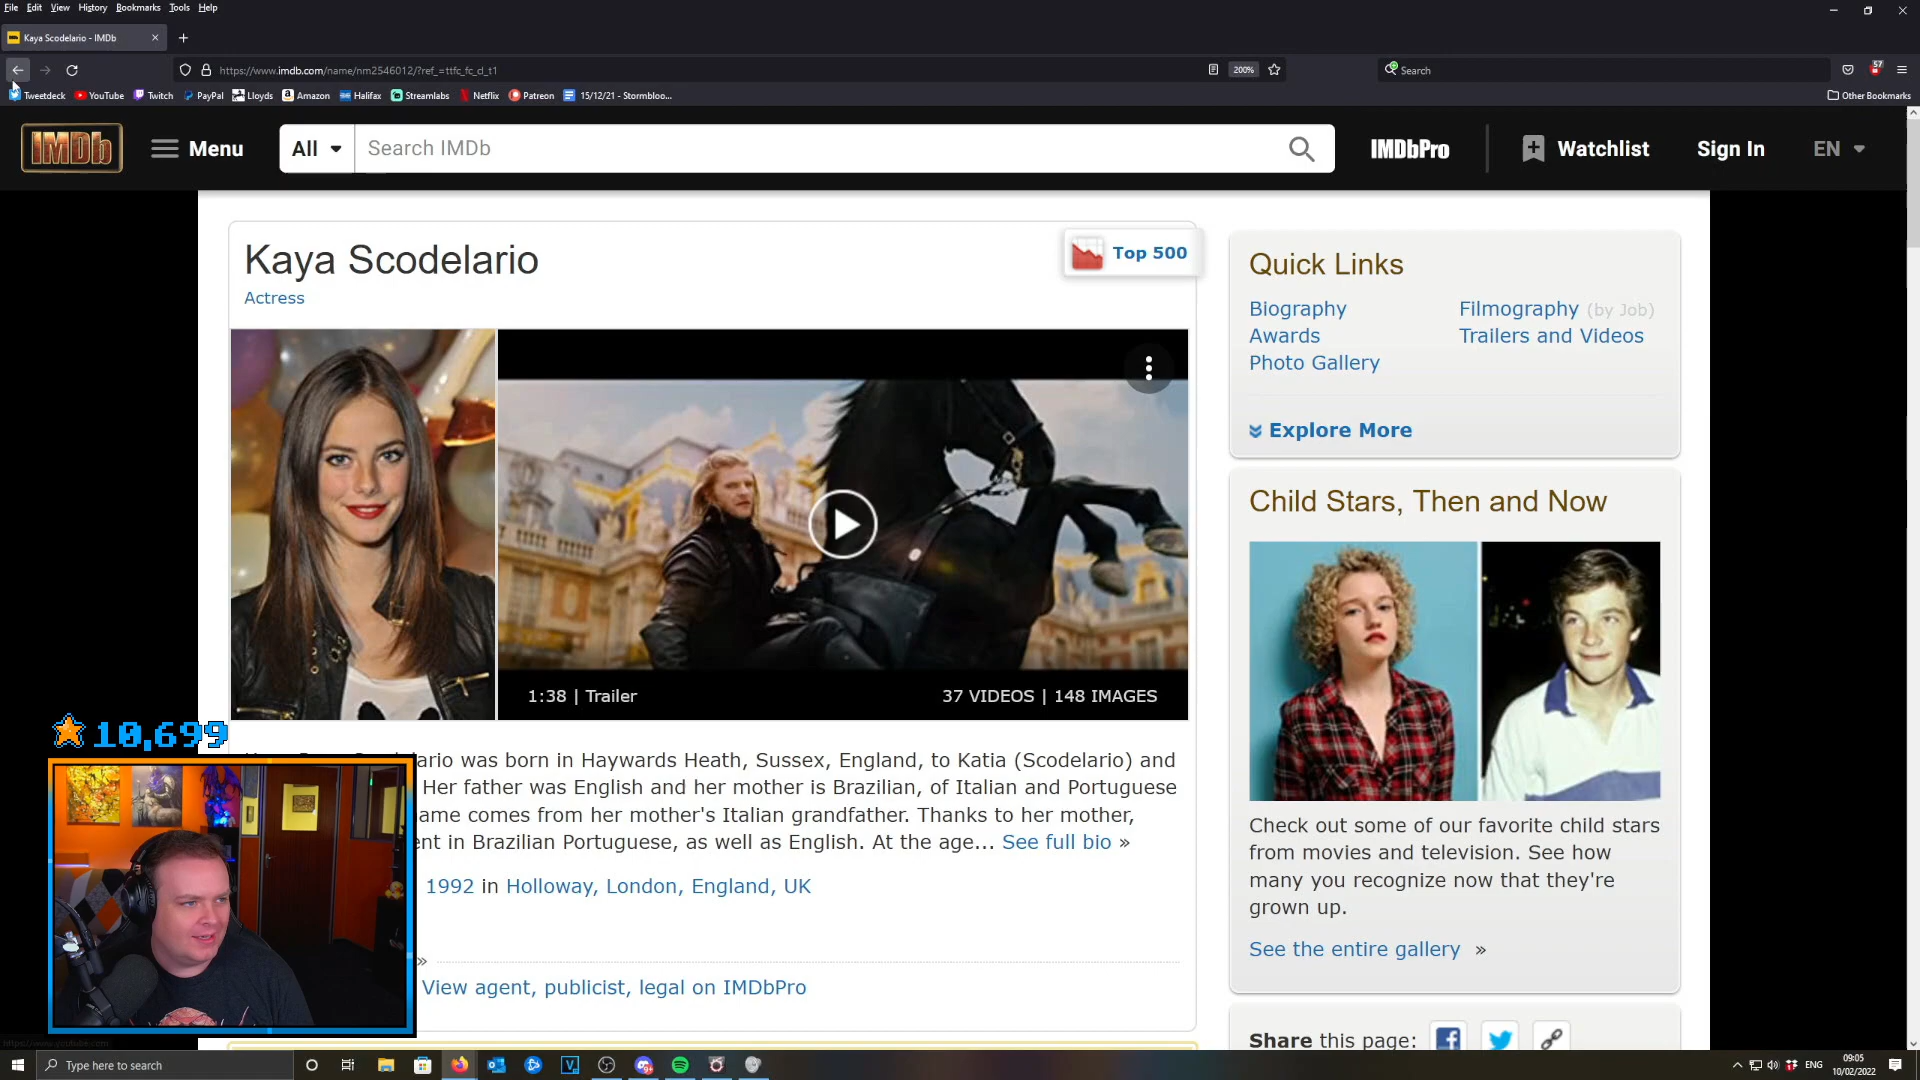 File Edit View History Bookmarks Tools Help
Kaya Scodelario - IMDb
https://www.imdb.com/name/nm2546012/?ref_=ttfc_fc_cl_t1
200%
Search
57
Tweetdeck YouTube Twitch PayPal Lloyds Amazon Halifax Streamlabs Netflix Patreon 15/12/21 - Stormbloo...
Other Bookmarks
IMDb
Menu
All
Search IMDb
IMDbPro
Watchlist
Sign In
EN
Kaya Scodelario
Actress
Top 500
1:38 | Trailer
37 VIDEOS | 148 IMAGES
10,699
ario was born in Haywards Heath, Sussex, England, to Katia (Scodelario) and
Her father was English and her mother is Brazilian, of Italian and Portuguese
ame comes from her mother's Italian grandfather. Thanks to her mother,
ent in Brazilian Portuguese, as well as English. At the age... See full bio »
1992 in Holloway, London, England, UK
»
View agent, publicist, legal on IMDbPro
Quick Links
Biography
Filmography (by Job)
Awards
Trailers and Videos
Photo Gallery
Explore More
Child Stars, Then and Now
Check out some of our favorite child stars
from movies and television. See how
many you recognize now that they're
grown up.
See the entire gallery »
Share this page:
Type here to search
ENG
09:05
10/02/2022